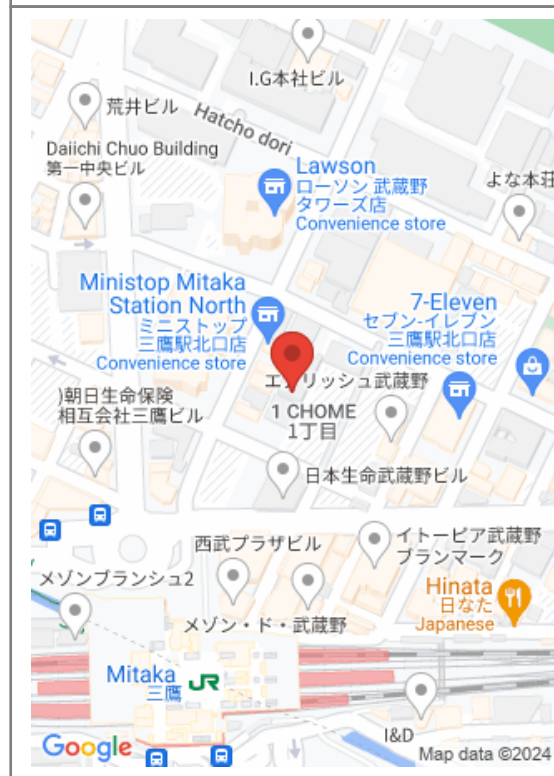 I.G本社ビル
荒井ビル
Hatcho dori
Daiichi Chuo Building
第一中央ビル
Lawson
ローソン 武蔵野
タワーズ店
Convenience store
よな本荘
Ministop Mitaka
Station North
ミニストップ
三鷹駅北口店
Convenience store
7-Eleven
セブン-イレブン
三鷹駅北口店
Convenience store
リッシュ武蔵野
1 CHOME
1丁目
)朝日生命保険
相互会社三鷹ビル
日本生命武蔵野ビル
西武プラザビル
イトーピア武蔵野
ブランマーク
メゾンブランシュ2
メゾン・ド・武蔵野
Hinata
日なた
Japanese
Mitaka
三鷹
JR
I&D
Google
Map data ©2024